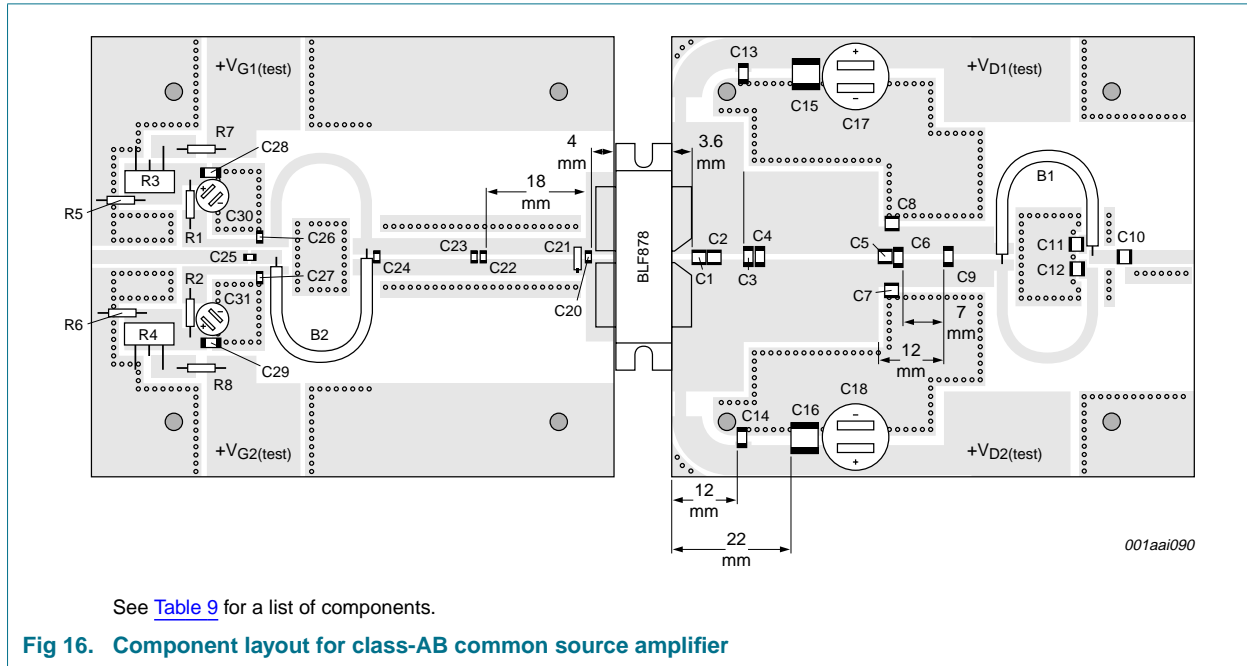 +VG1(test)
C13
C15
C17
+VD1(test)
R7
C28
4
mm
3.6
mm
R3
R5
R1
C30
C26
18
mm
B1
C8
C25
C24
C23
C22
C21
C20
BLF878
C1
C2
C3
C4
C5
C6
C9
C11
C12
C10
R2
C31
C27
C7
R6
R4
B2
7
mm
12
mm
R8
C29
C14
C16
C18
+VG2(test)
+VD2(test)
12
mm
22
mm
001aai090
See Table 9 for a list of components.
Fig 16. Component layout for class-AB common source amplifier